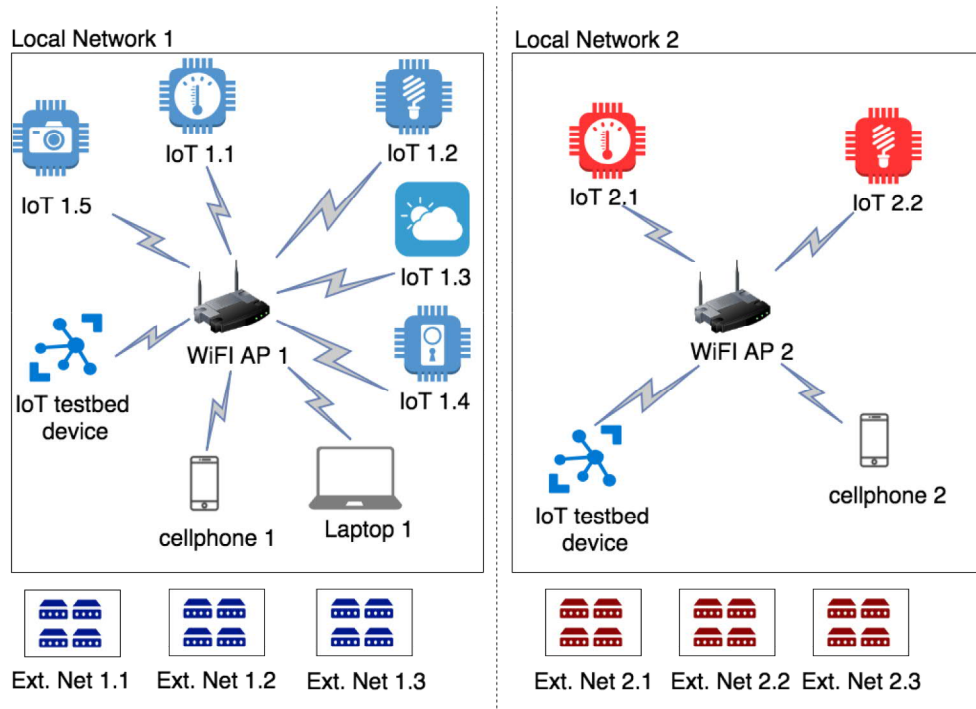 Local Network 1
IoT 1.1
IoT 1.2
IoT 1.5
IoT 1.3
WiFI AP 1
IoT 1.4
IoT testbed
device
cellphone 1
Laptop 1
Ext. Net 1.1
Ext. Net 1.2
Ext. Net 1.3
Local Network 2
IoT 2.1
IoT 2.2
WiFI AP 2
IoT testbed
device
cellphone 2
Ext. Net 2.1
Ext. Net 2.2
Ext. Net 2.3